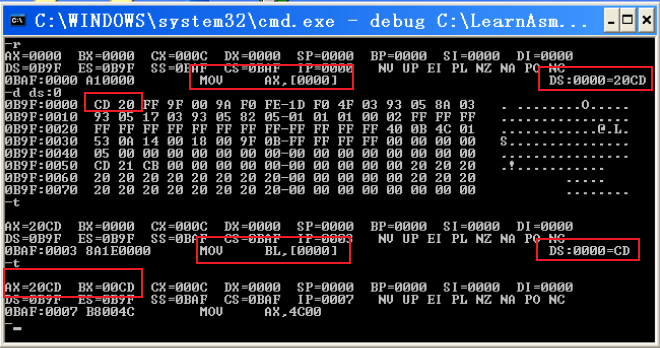 C:\WINDOWS\system32\cmd.exe - debug C:\LearnAsm...
-r
AX=0000 BX=0000 CX=000C DX=0000 SP=0000 BP=0000 SI=0000 DI=0000
DS=0B9F ES=0B9F SS=0BAF CS=0BAF IP=0000 NV UP EI PL NZ NA PO NC
0BAF:0000 A10000 MOV AX,[0000] DS:0000=20CD
-d ds:0
0B9F:0000 CD 20 FF 9F 00 9A F0 FE-1D F0 4F 03 93 05 8A 03 . ........O.....
0B9F:0010 93 05 17 03 93 05 82 05-01 01 01 00 02 FF FF FF ................
0B9F:0020 FF FF FF FF FF FF FF FF-FF FF FF FF 40 0B 4C 01 ............@.L.
0B9F:0030 53 0A 14 00 18 00 9F 0B-FF FF FF FF 00 00 00 00 S...............
0B9F:0040 05 00 00 00 00 00 00 00-00 00 00 00 00 00 00 00 ................
0B9F:0050 CD 21 CB 00 00 00 00 00-00 00 00 00 00 20 20 20 .!...........
0B9F:0060 20 20 20 20 20 20 20 20-00 00 00 00 00 20 20 20 .....
0B9F:0070 20 20 20 20 20 20 20 20-00 00 00 00 00 00 00 00 ........
-t
AX=20CD BX=0000 CX=000C DX=0000 SP=0000 BP=0000 SI=0000 DI=0000
DS=0B9F ES=0B9F SS=0BAF CS=0BAF IP=0003 NV UP EI PL NZ NA PO NC
0BAF:0003 8A1E0000 MOV BL,[0000] DS:0000=CD
-t
AX=20CD BX=00CD CX=000C DX=0000 SP=0000 BP=0000 SI=0000 DI=0000
DS=0B9F ES=0B9F SS=0BAF CS=0BAF IP=0007 NV UP EI PL NZ NA PO NC
0BAF:0007 B8004C MOV AX,4C00
-